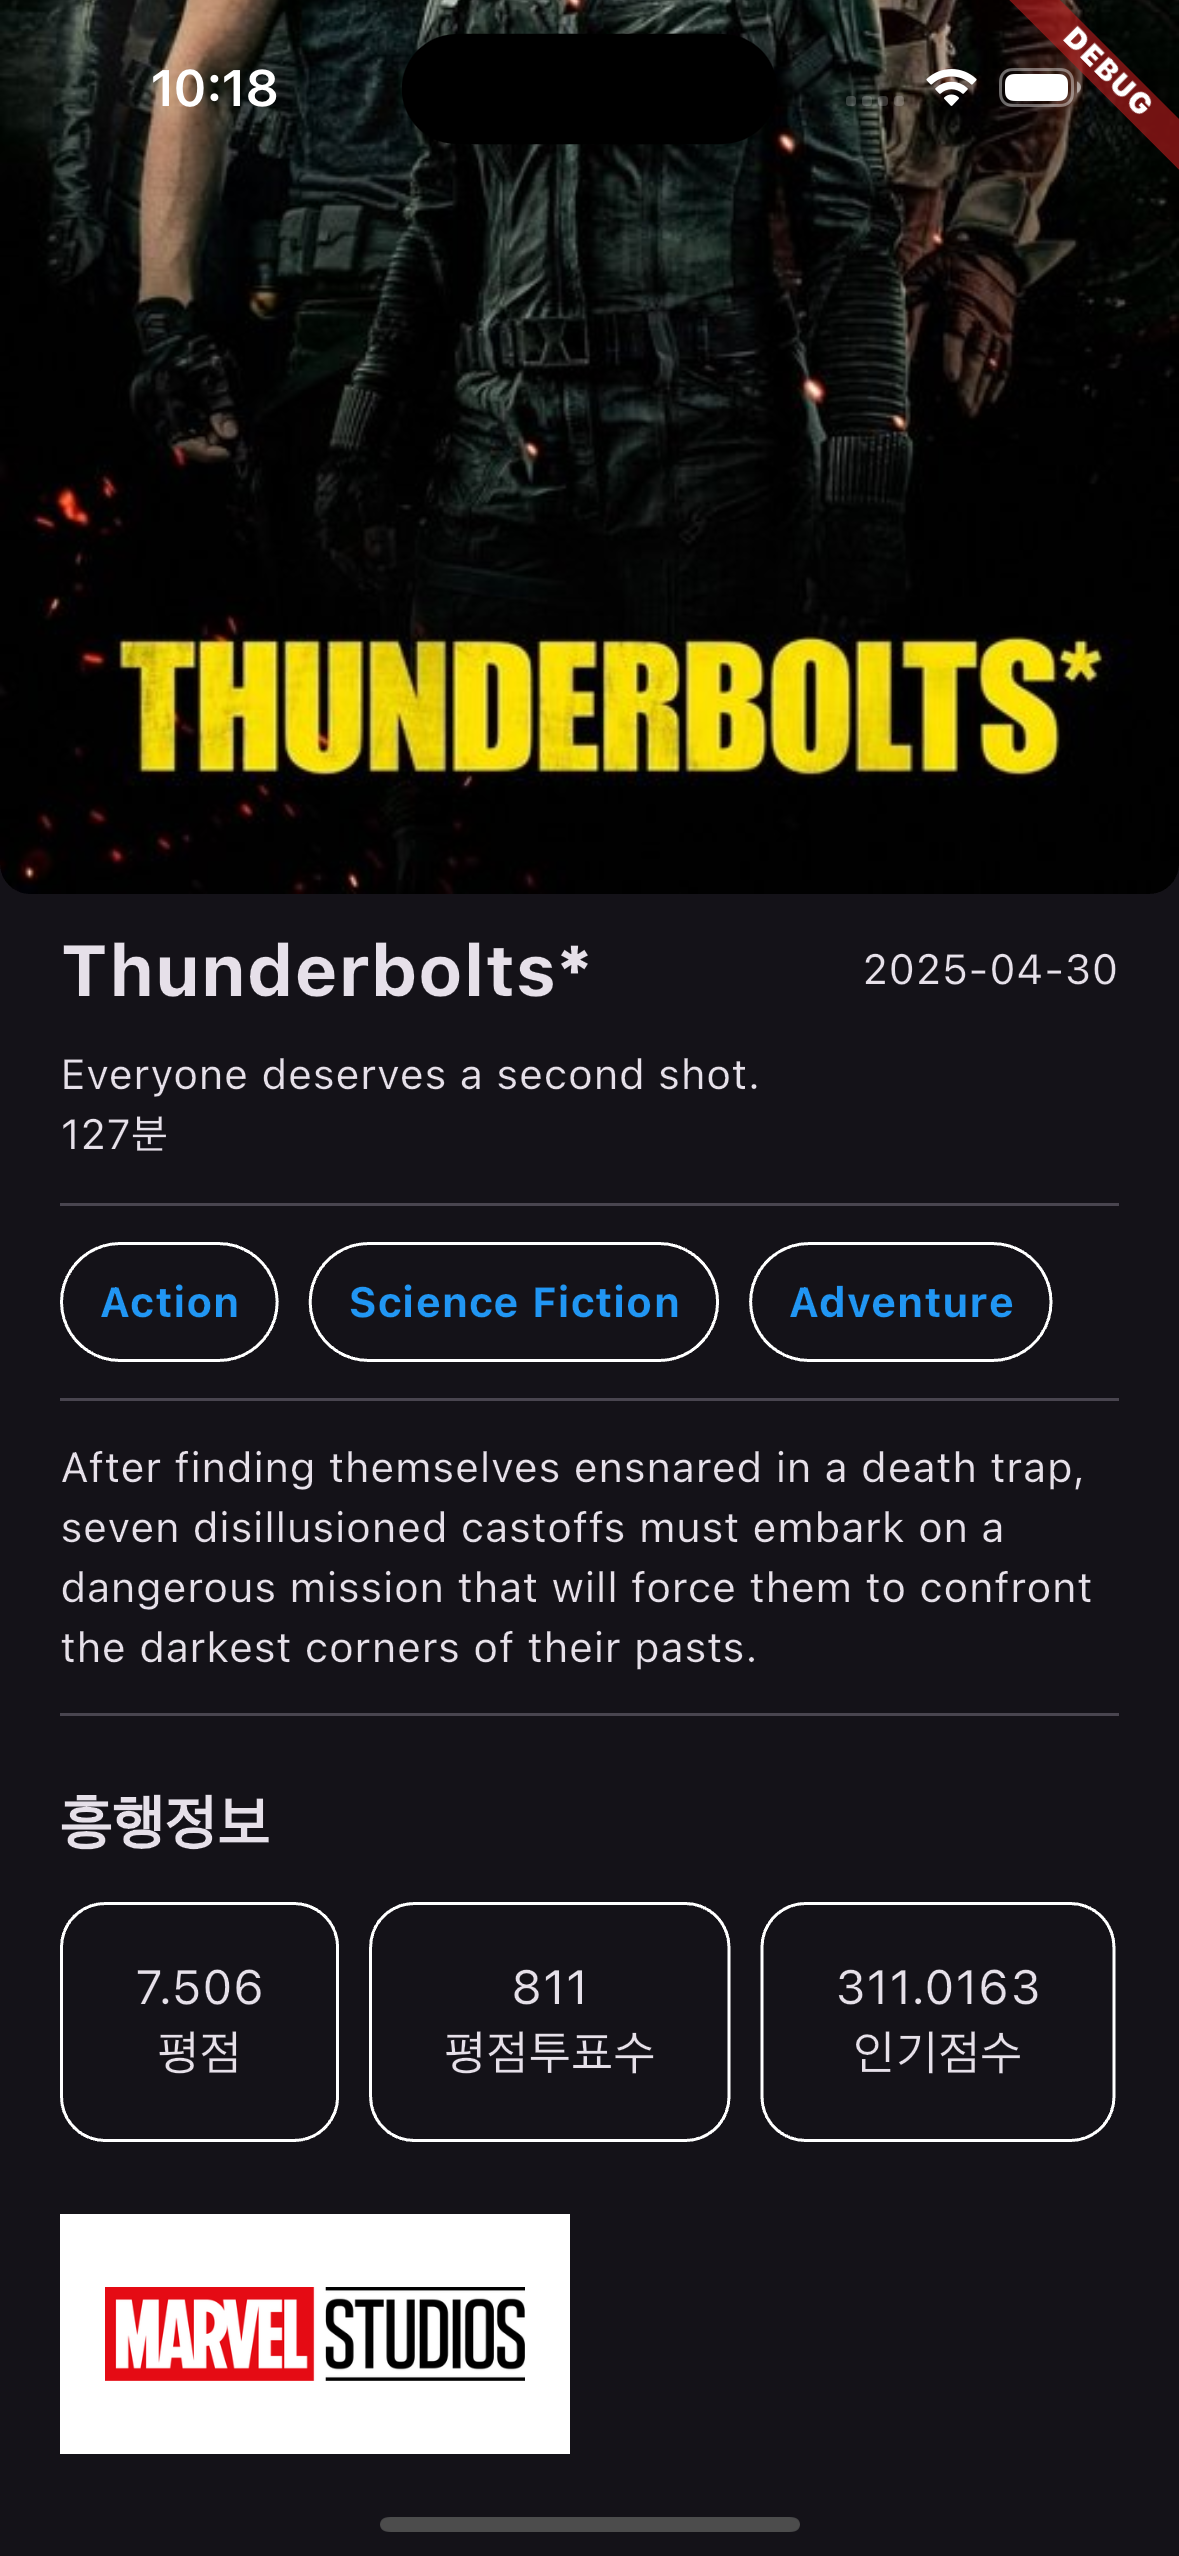 10:18
DEBUG
THUNDERBOLTS*
Thunderbolts*
2025-04-30
Everyone deserves a second shot.
127분
Action
Science Fiction
Adventure
After finding themselves ensnared in a death trap,
seven disillusioned castoffs must embark on a
dangerous mission that will force them to confront
the darkest corners of their pasts.
흥행정보
7.506
평점
811
평점투표수
311.0163
인기점수
MARVEL STUDIOS